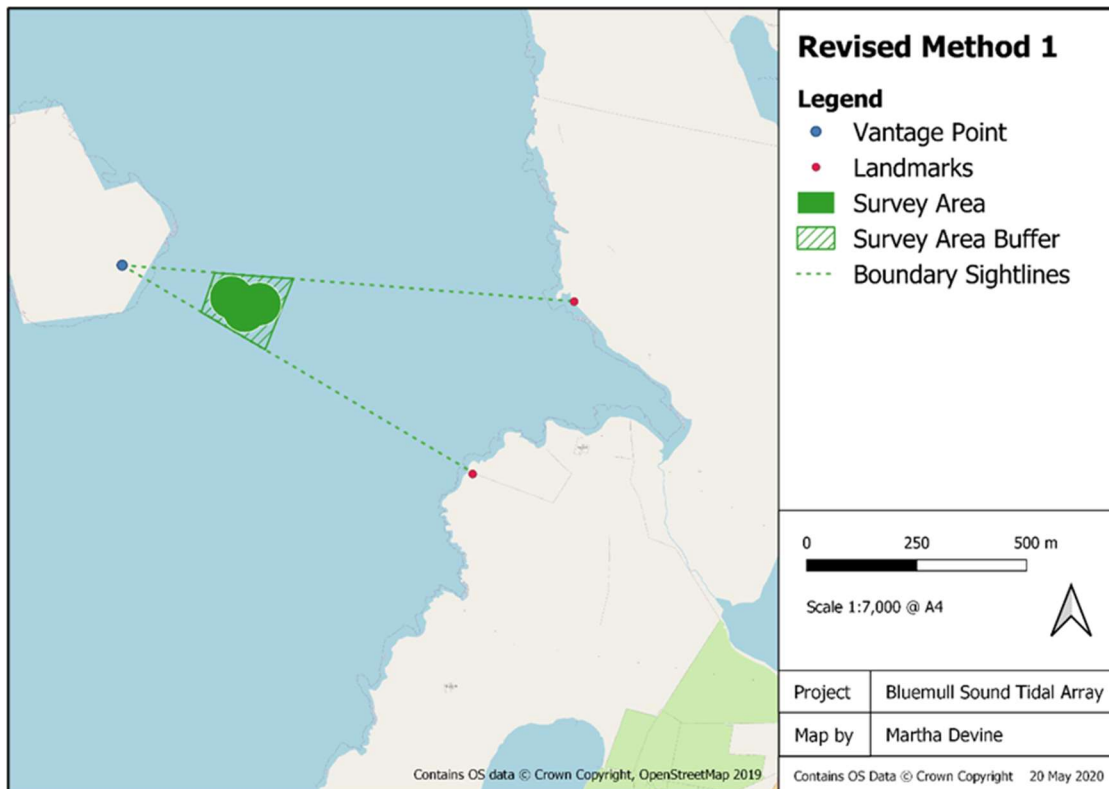 Revised Method 1
Legend
Vantage Point
Landmarks
Survey Area
Survey Area Buffer
Boundary Sightlines
0 250 500 m
Scale 1:7,000 @ A4
Project Bluemull Sound Tidal Array
Map by Martha Devine
Contains OS data © Crown Copyright, OpenStreetMap 2019
Contains OS Data © Crown Copyright 20 May 2020